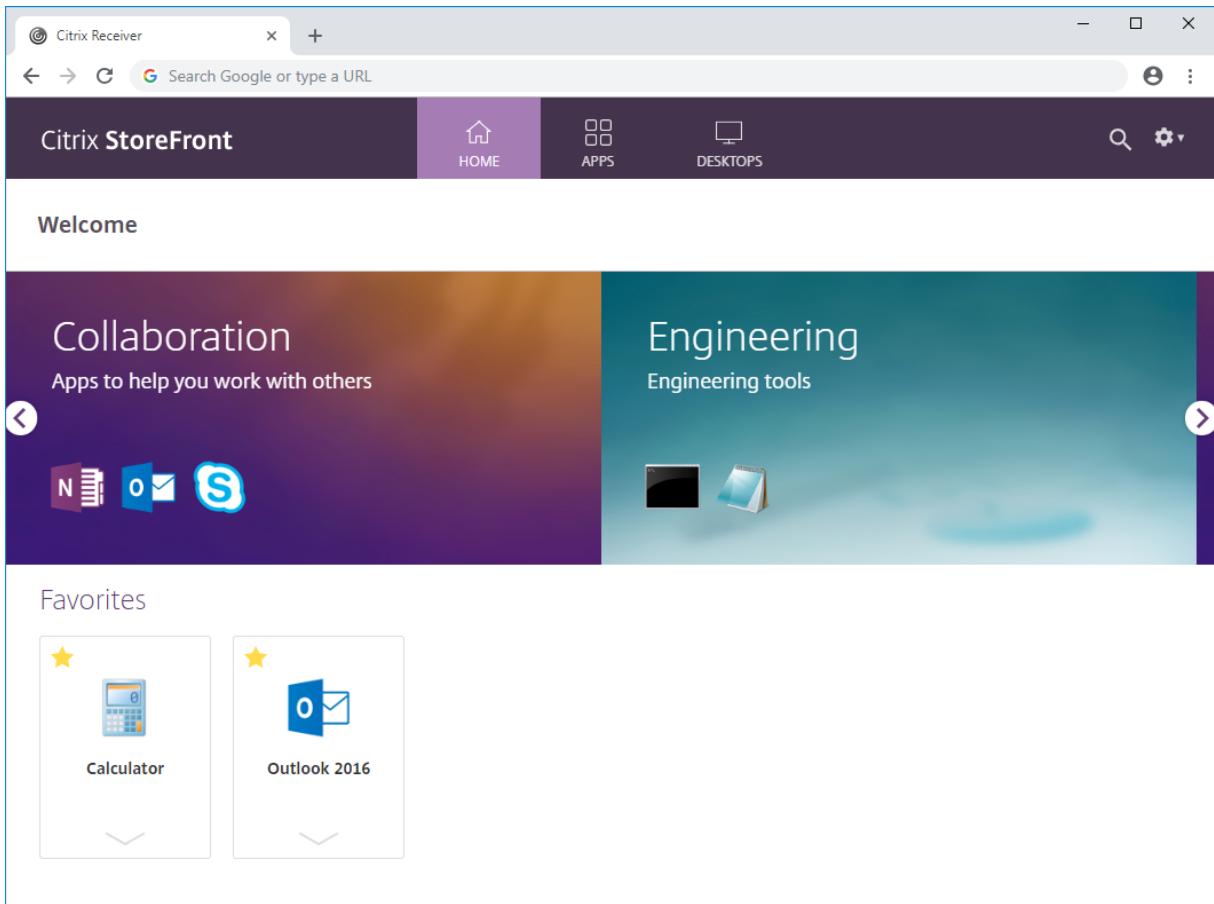 Citrix Receiver
Search Google or type a URL
Citrix StoreFront
HOME
APPS
DESKTOPS
Welcome
Collaboration
Apps to help you work with others
Engineering
Engineering tools
N
O
S
Favorites
0
O
Calculator
Outlook 2016